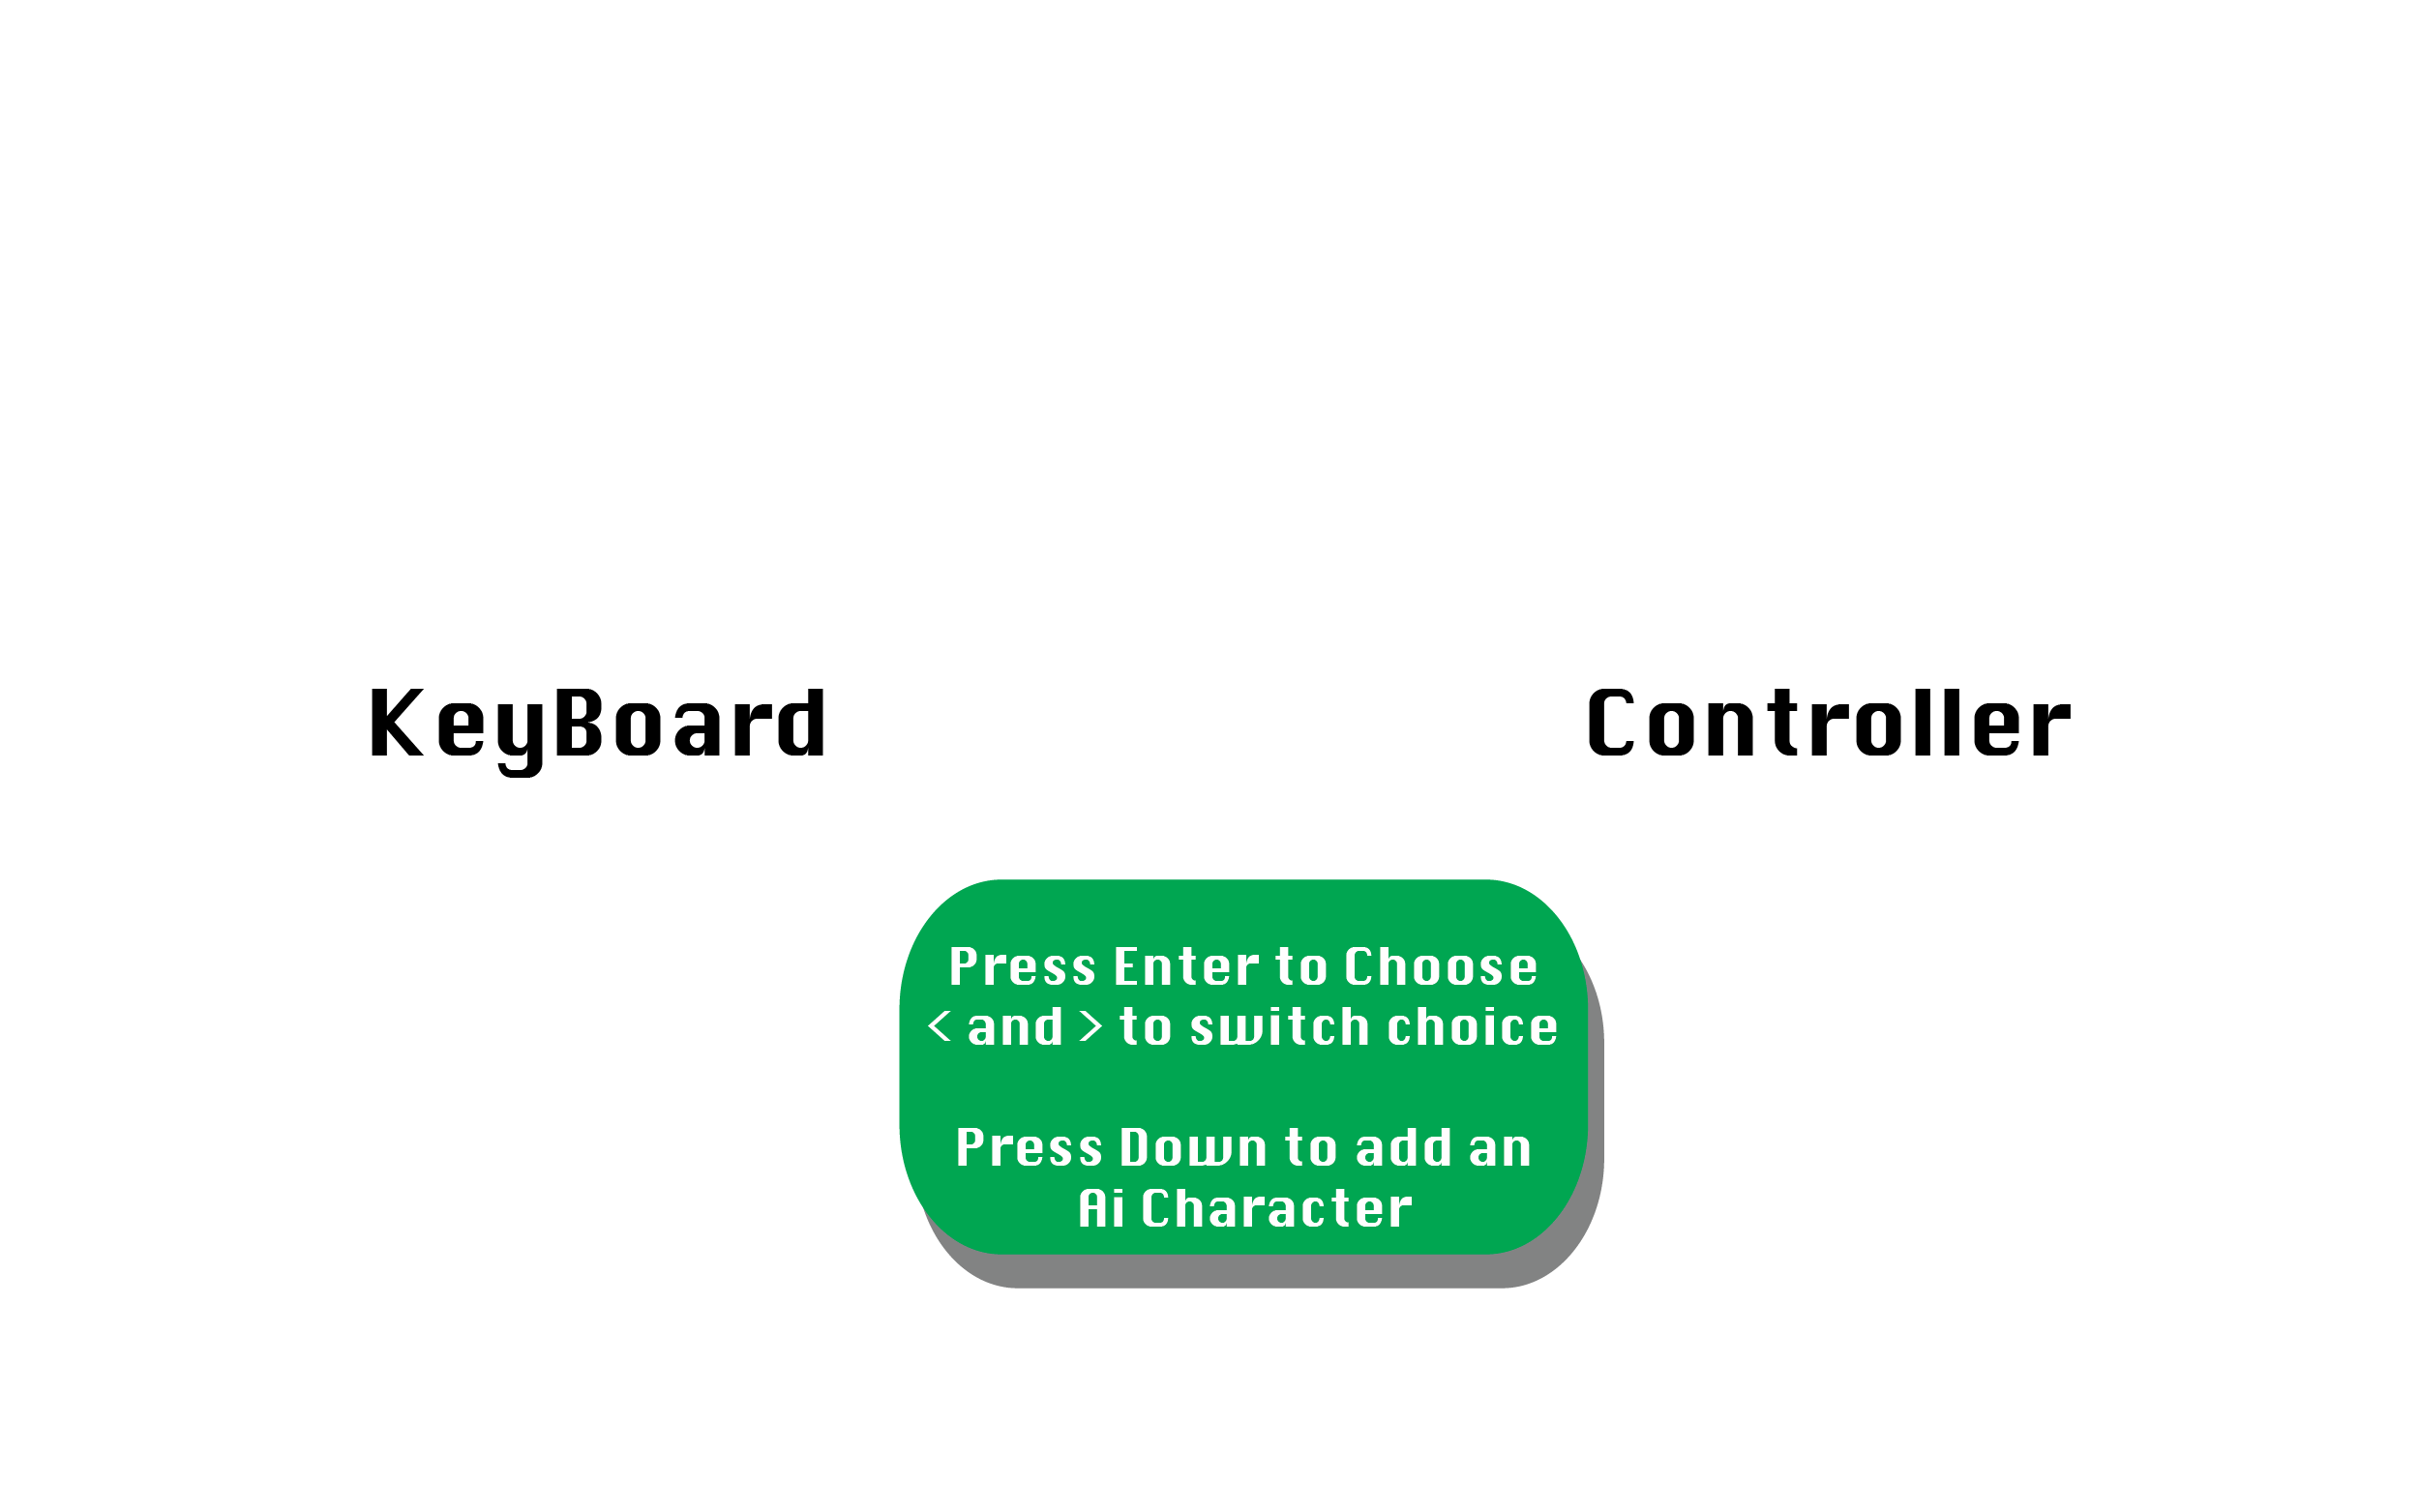 KeyBoard
Controller
Press Enter to Choose
< and > to switch choice
Press Down to add an
Ai Character